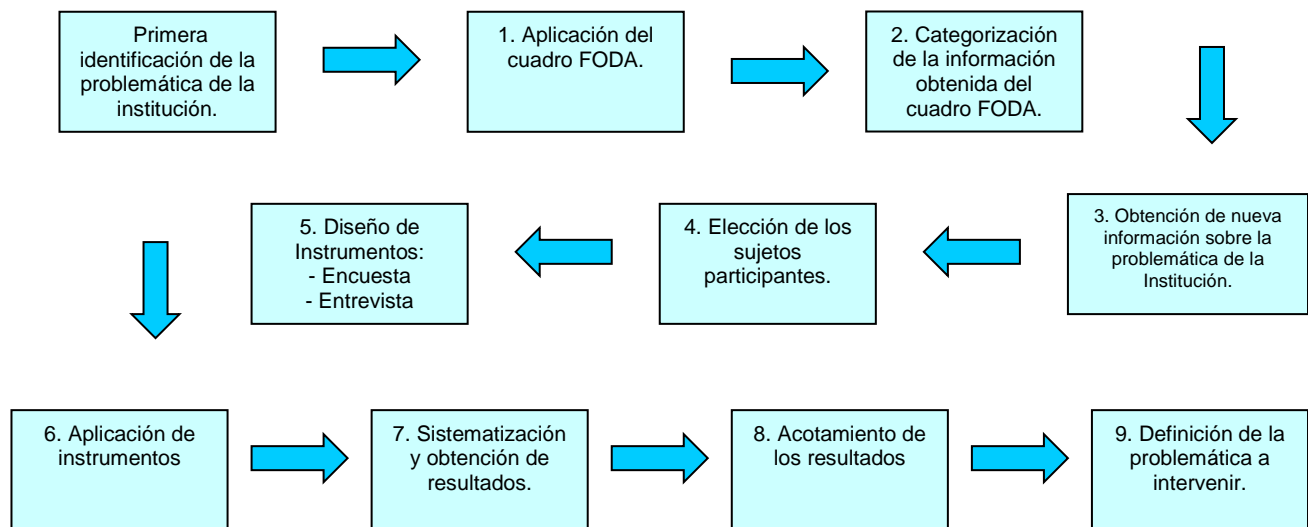 Primera
identificación de la
problemática de la
institución.
1. Aplicación del
cuadro FODA.
2. Categorización
de la información
obtenida del
cuadro FODA.
3. Obtención de nueva
información sobre la
problemática de la
Institución.
4. Elección de los
sujetos
participantes.
5. Diseño de
Instrumentos:
- Encuesta
- Entrevista
6. Aplicación de
instrumentos
7. Sistematización
y obtención de
resultados.
8. Acotamiento de
los resultados
9. Definición de la
problemática a
intervenir.